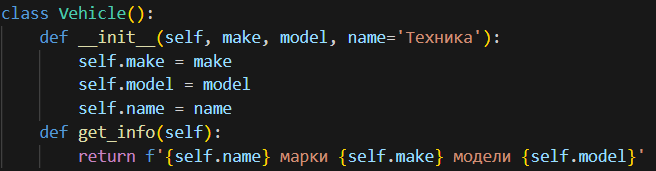 class Vehicle():
    def __init__(self, make, model, name='Техника'):
        self.make = make
        self.model = model
        self.name = name
    def get_info(self):
        return f'{self.name} марки {self.make} модели {self.model}'